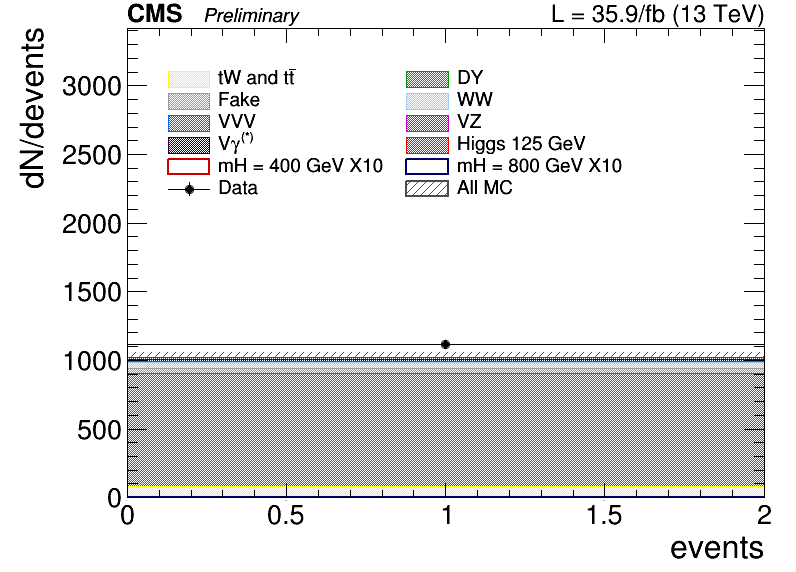 CMS Preliminary L = 35.9/fb (13 TeV)
dN/devents
3000
2500
2000
1500
1000
500
0
tW and tt̄ DY
Fake WW
VVV VZ
Vγ(*) Higgs 125 GeV
mH = 400 GeV X10 mH = 800 GeV X10
Data All MC
0 0.5 1 1.5 2
events